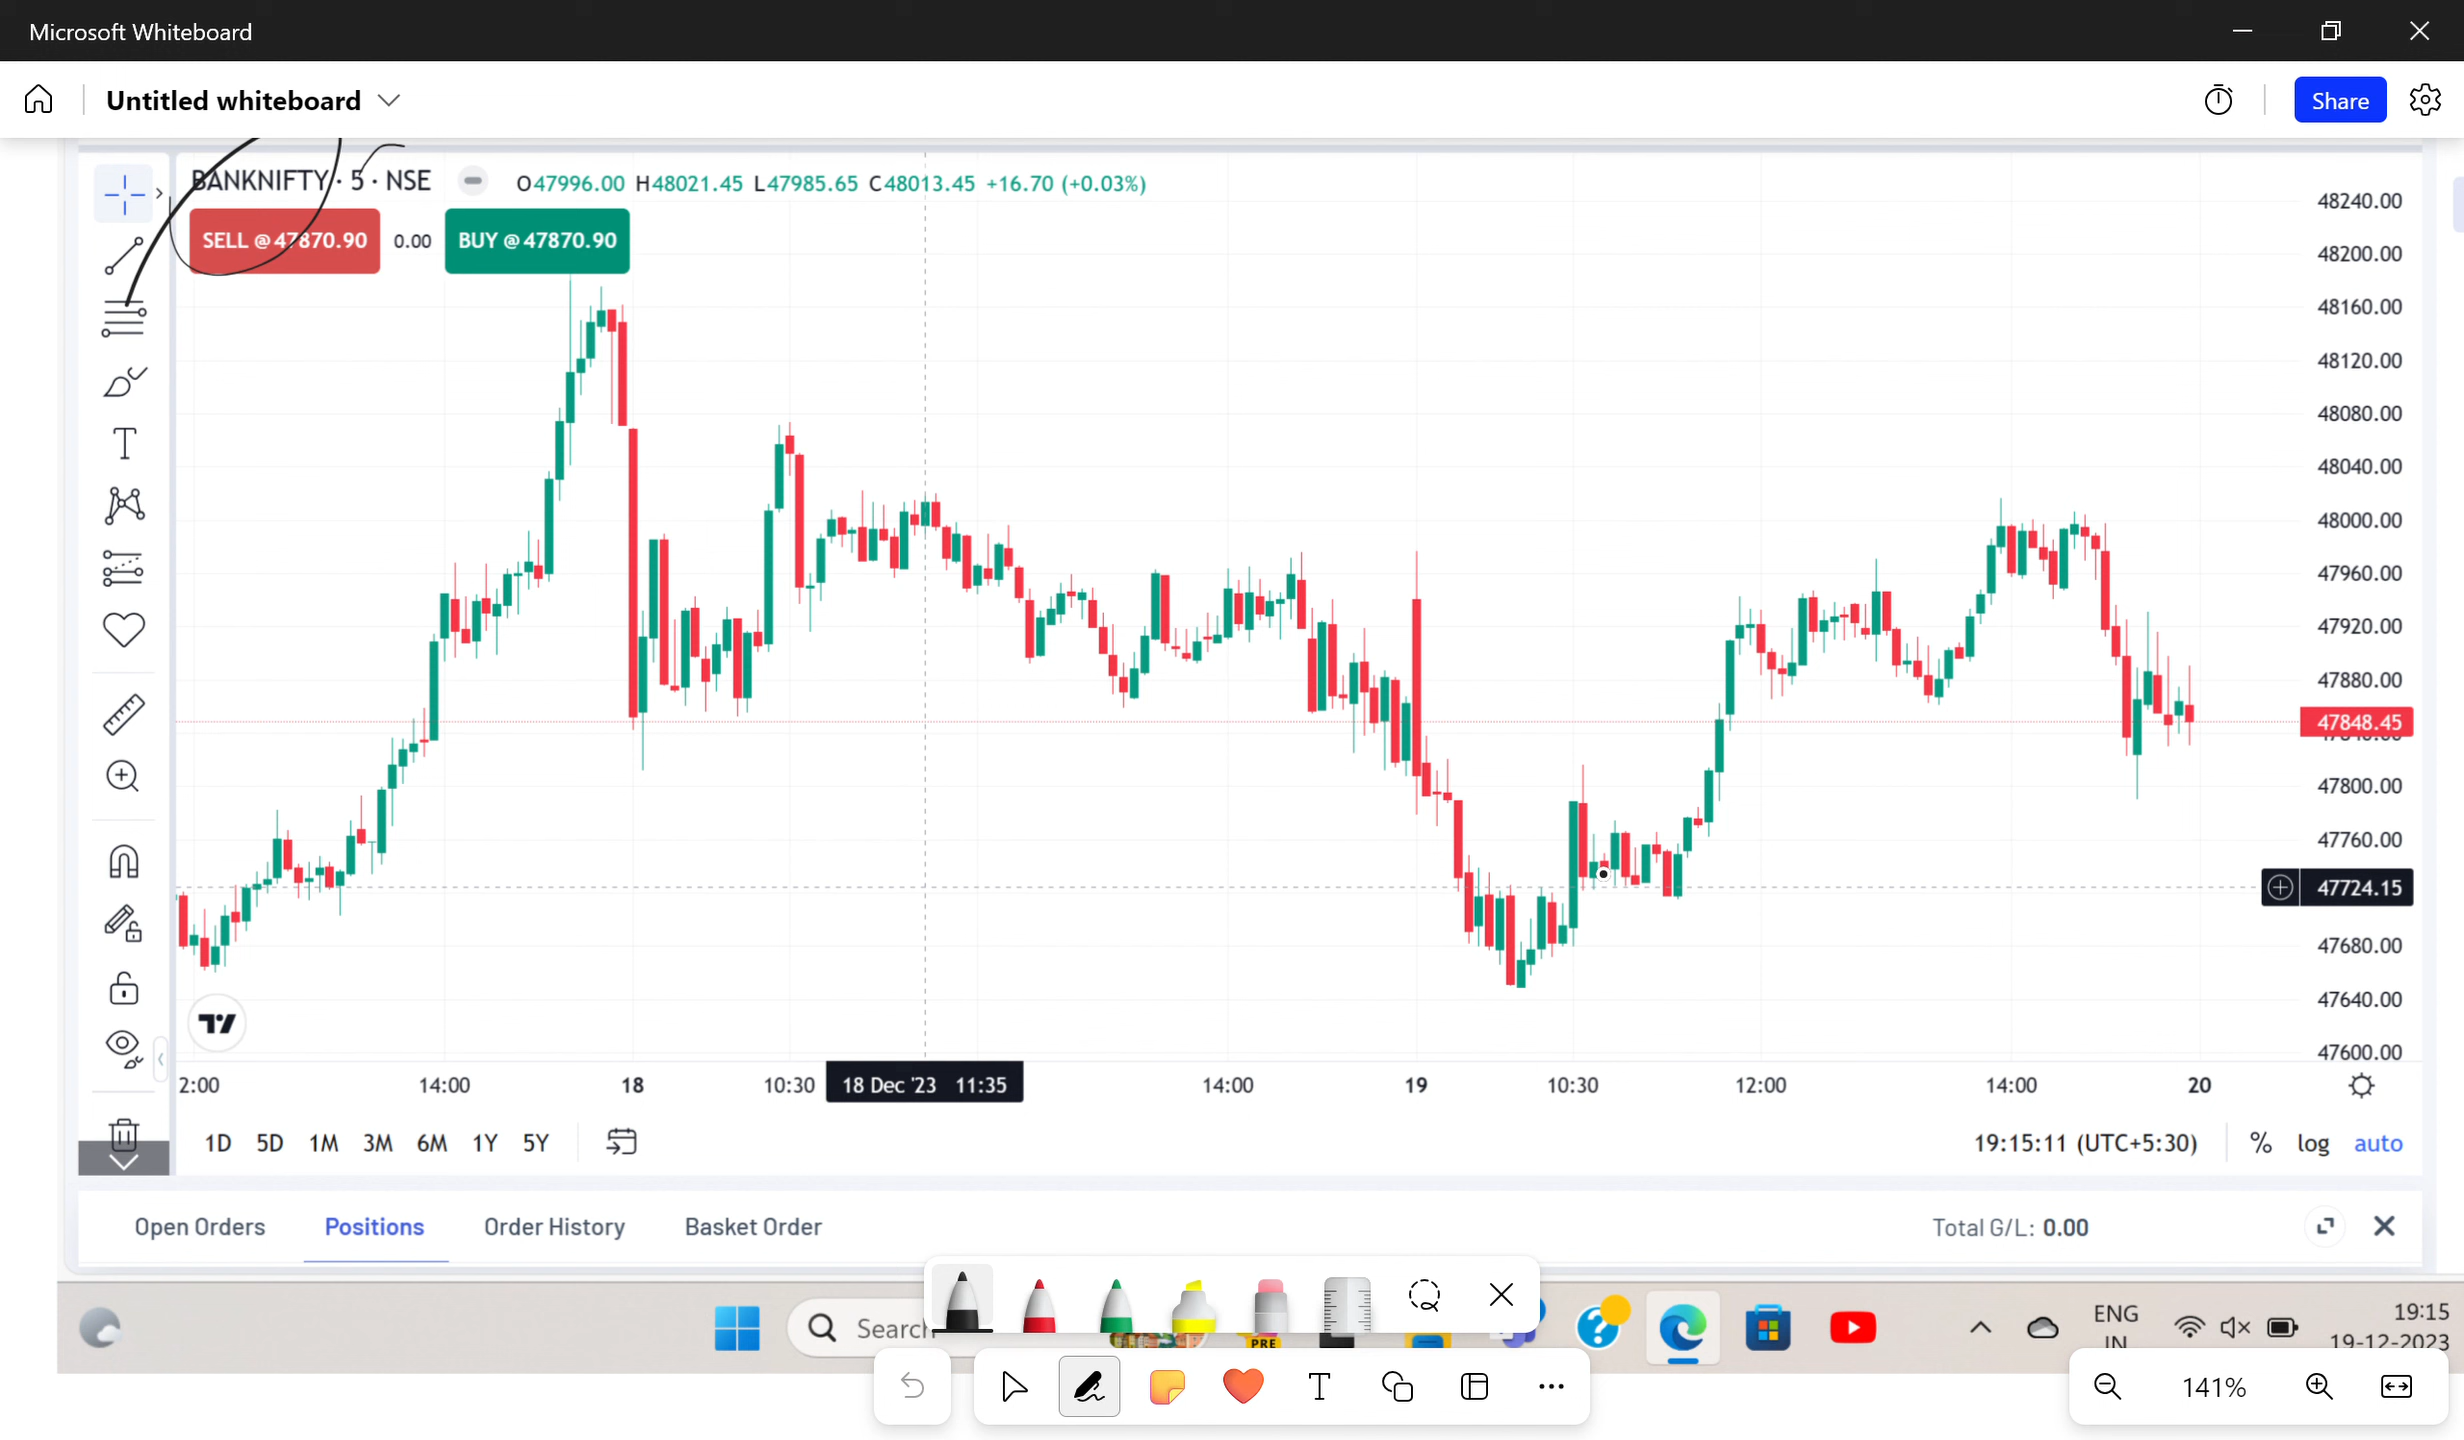 Microsoft Whiteboard
Untitled whiteboard
Share
BANKNIFTY · 5 · NSE
O47996.00 H48021.45 L47985.65 C48013.45 +16.70 (+0.03%)
SELL @ 47870.90
0.00
BUY @ 47870.90
48240.00
48200.00
48160.00
48120.00
48080.00
48040.00
48000.00
47960.00
47920.00
47880.00
47848.45
47800.00
47760.00
47724.15
47680.00
47640.00
47600.00
2:00 14:00 18 10:30 18 Dec '23 11:35 14:00 19 10:30 12:00 14:00 20
1D 5D 1M 3M 6M 1Y 5Y
19:15:11 (UTC+5:30) % log auto
Open Orders Positions Order History Basket Order
Total G/L: 0.00
Search
PRE
ENG
IN
19:15
19-12-2023
141%